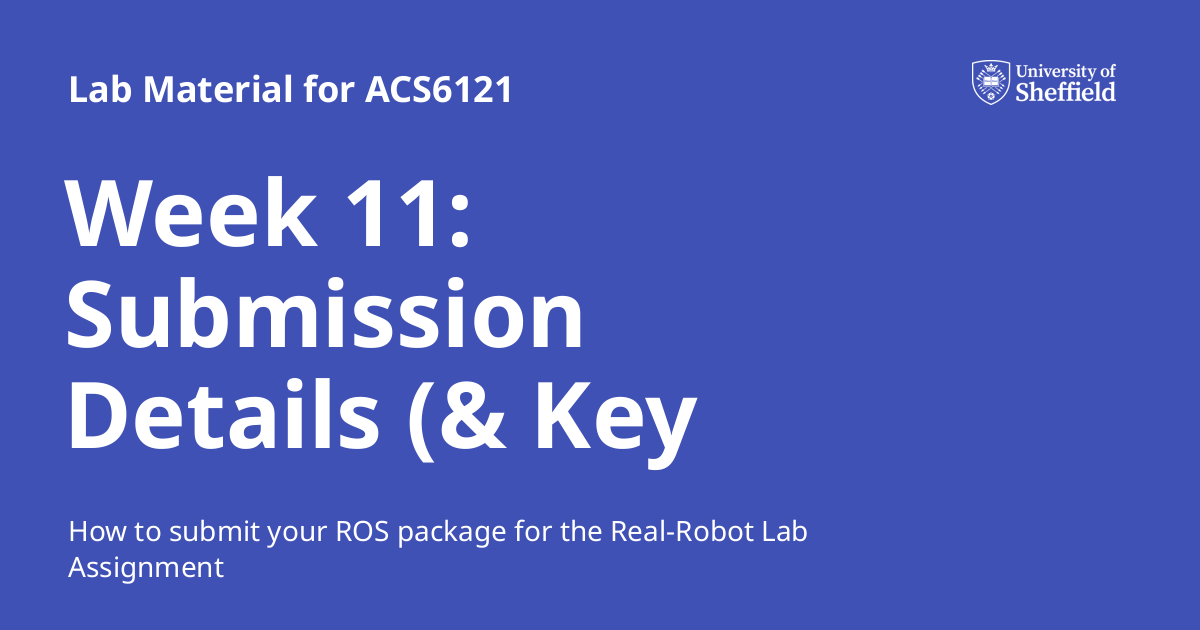 Lab Material for ACS6121
University of
Sheffield
Week 11:
Submission
Details (& Key
How to submit your ROS package for the Real-Robot Lab
Assignment